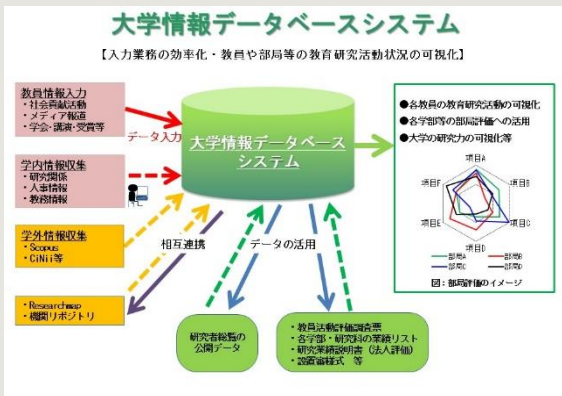 大学情報データベースシステム
【入力業務の効率化・教員や部局等の教育研究活動状況の可視化】
教員情報入力
・社会貢献活動
・メディア報道
・学会・講演・受賞等
データ入力
学内情報収集
・研究関係
・人事情報
・教務情報
学外情報収集
・Scopus
・CiNii等
・Researchmap
・機関リポジトリ
大学情報データベース
システム
相互連携
データの活用
研究者総覧の
公開データ
・教員活動評価調査票
・各学部・研究科の業績リスト
・研究業績説明書（法人評価）
・設置審様式 等
●各教員の教育研究活動の可視化
●各学部等の部局評価への活用
●大学の研究力の可視化等
項目A
項目B
項目C
項目D
項目E
項目F
部局A
部局B
部局C
部局D
図：部局評価のイメージ